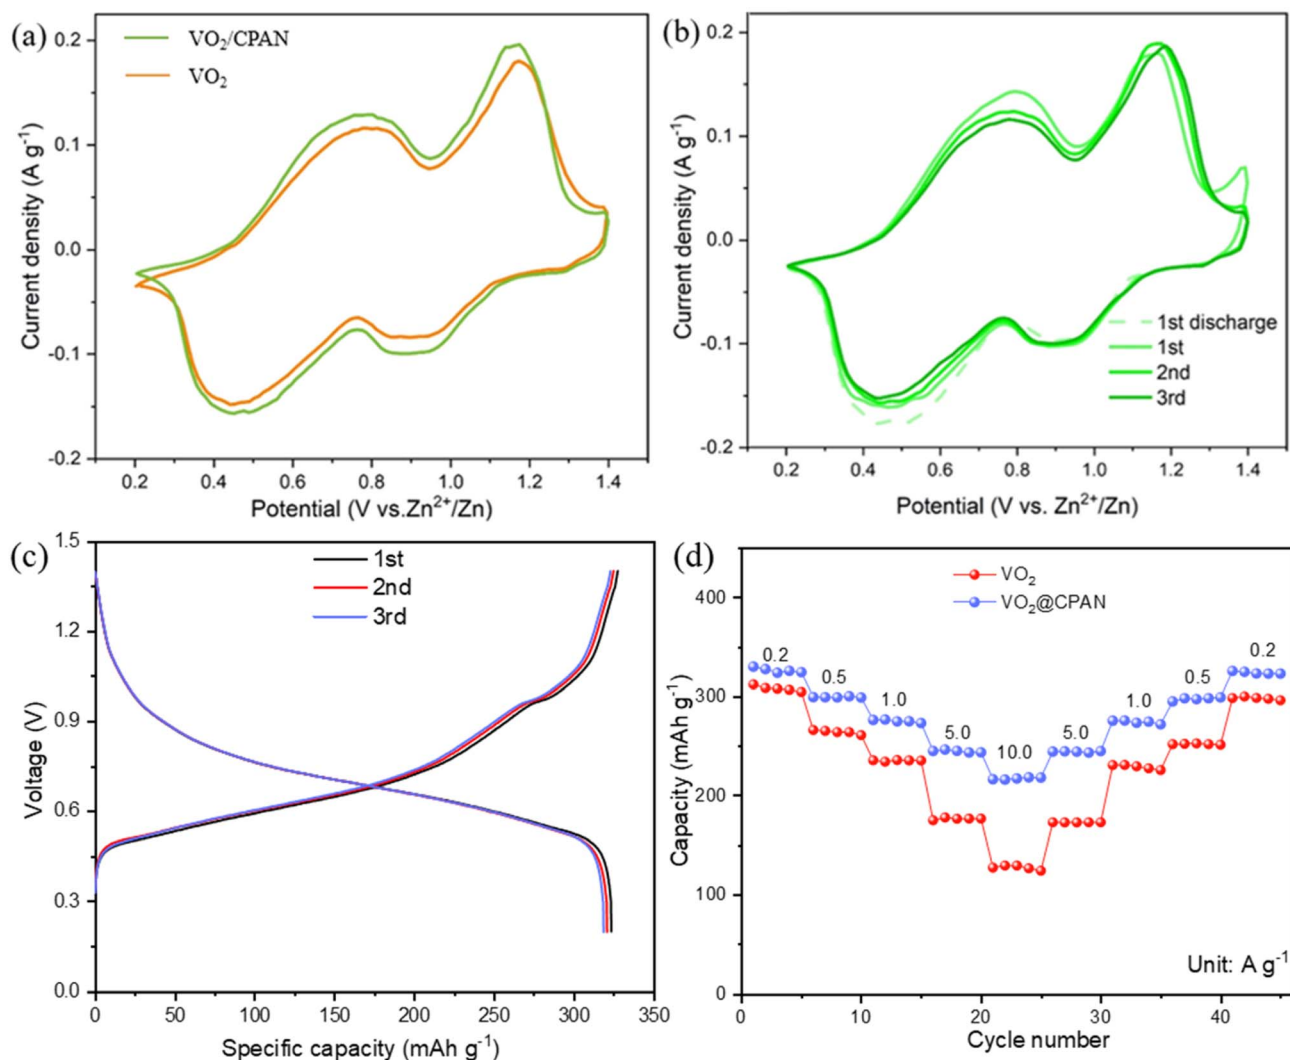 (a)
VO₂/CPAN
VO₂
Current density (A g⁻¹)
0.2
0.1
0.0
-0.1
-0.2
0.2 0.4 0.6 0.8 1.0 1.2 1.4
Potential (V vs.Zn²⁺/Zn)
(b)
Current density (A g⁻¹)
0.2
0.1
0.0
-0.1
-0.2
1st discharge
1st
2nd
3rd
0.2 0.4 0.6 0.8 1.0 1.2 1.4
Potential (V vs. Zn²⁺/Zn)
(c)
1st
2nd
3rd
Voltage (V)
1.5
1.2
0.9
0.6
0.3
0.0
0 50 100 150 200 250 300 350
Specific capacity (mAh g⁻¹)
(d)
VO₂
VO₂@CPAN
Capacity (mAh g⁻¹)
400
300
200
100
0
0.2
0.5
1.0
5.0
10.0
5.0
1.0
0.5
0.2
Unit: A g⁻¹
0 10 20 30 40
Cycle number